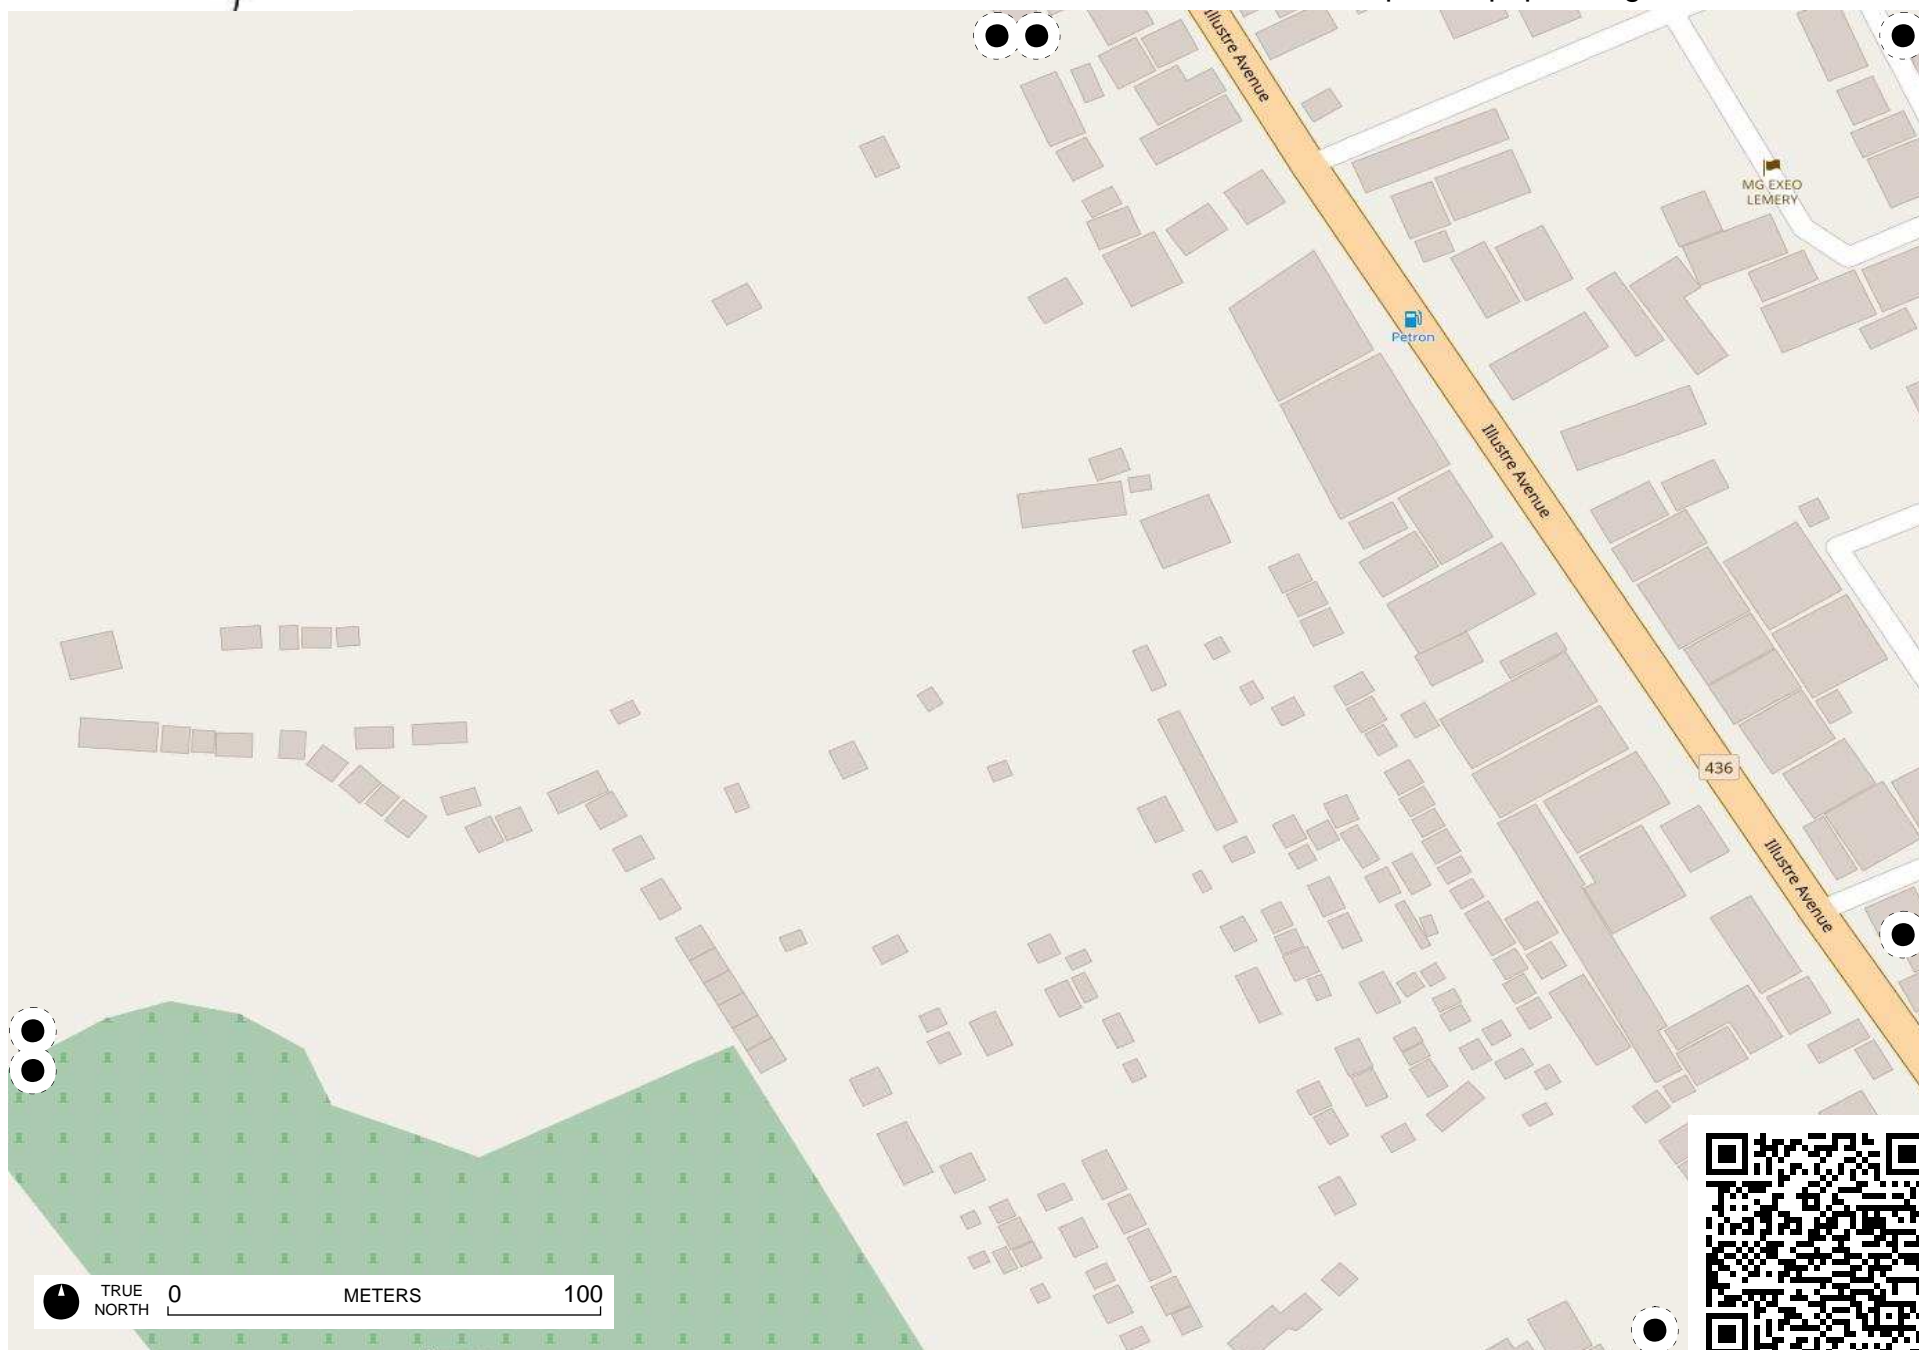 Illustre Avenue
MG EXEO
LEMERY
Petron
Illustre Avenue
436
Illustre Avenue
TRUE
NORTH
0
METERS
100